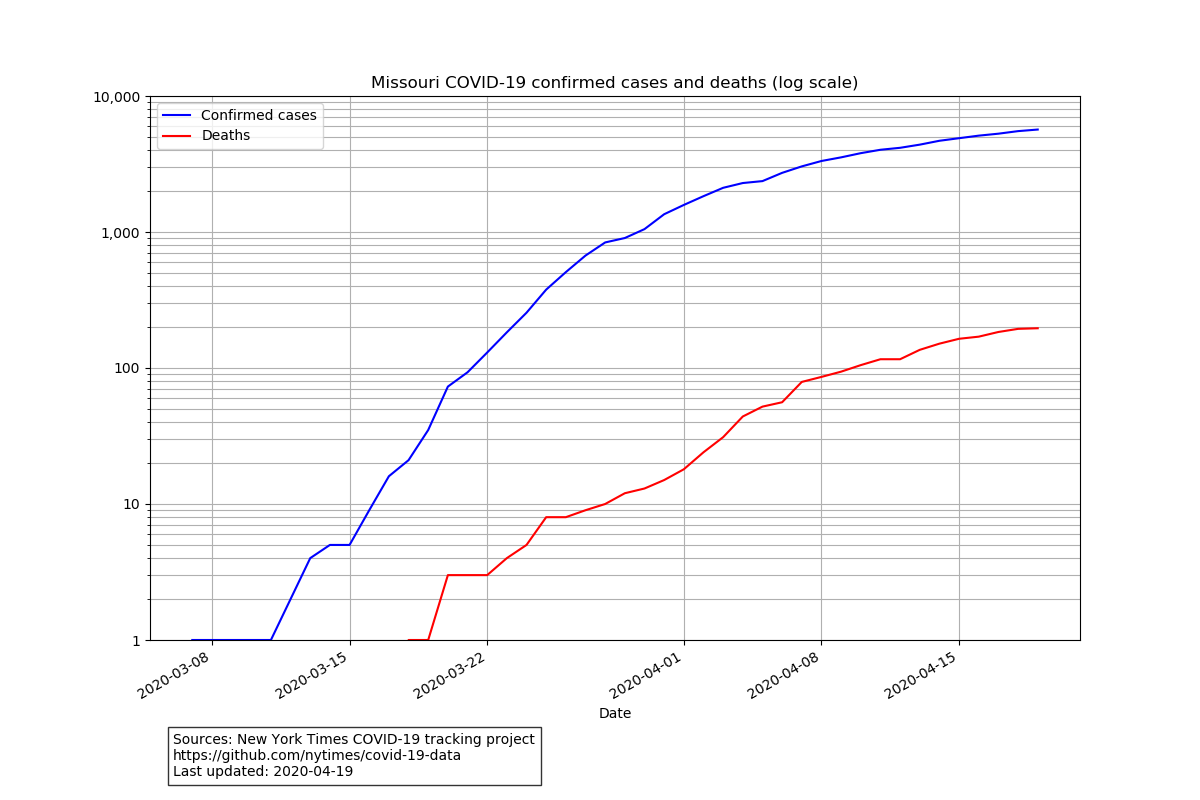 Missouri COVID-19 confirmed cases and deaths (log scale)
10,000
1,000
100
10
1
Confirmed cases
Deaths
2020-03-08
2020-03-15
2020-03-22
2020-04-01
2020-04-08
2020-04-15
Date
Sources: New York Times COVID-19 tracking project
https://github.com/nytimes/covid-19-data
Last updated: 2020-04-19